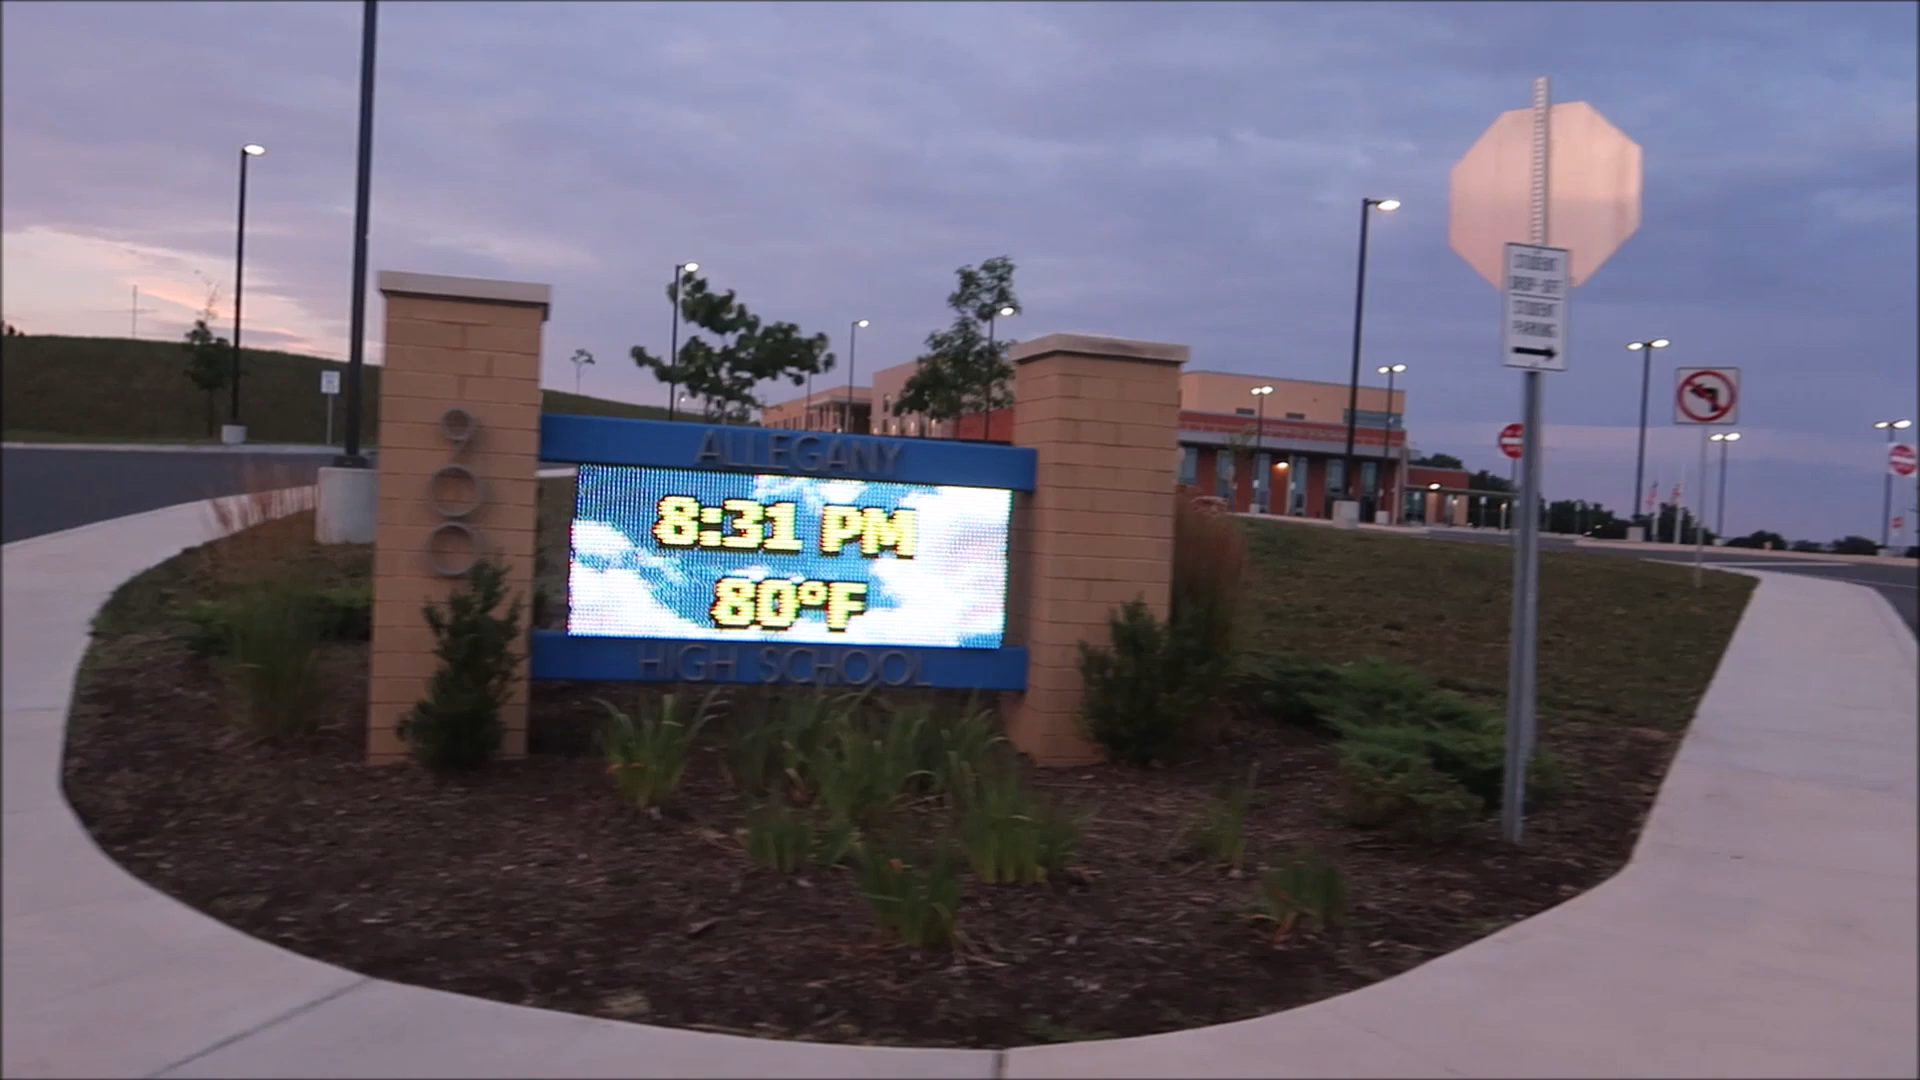 900
ALLEGANY
8:31 PM
80°F
HIGH SCHOOL
STUDENT
DROP-OFF
STUDENT
PARKING